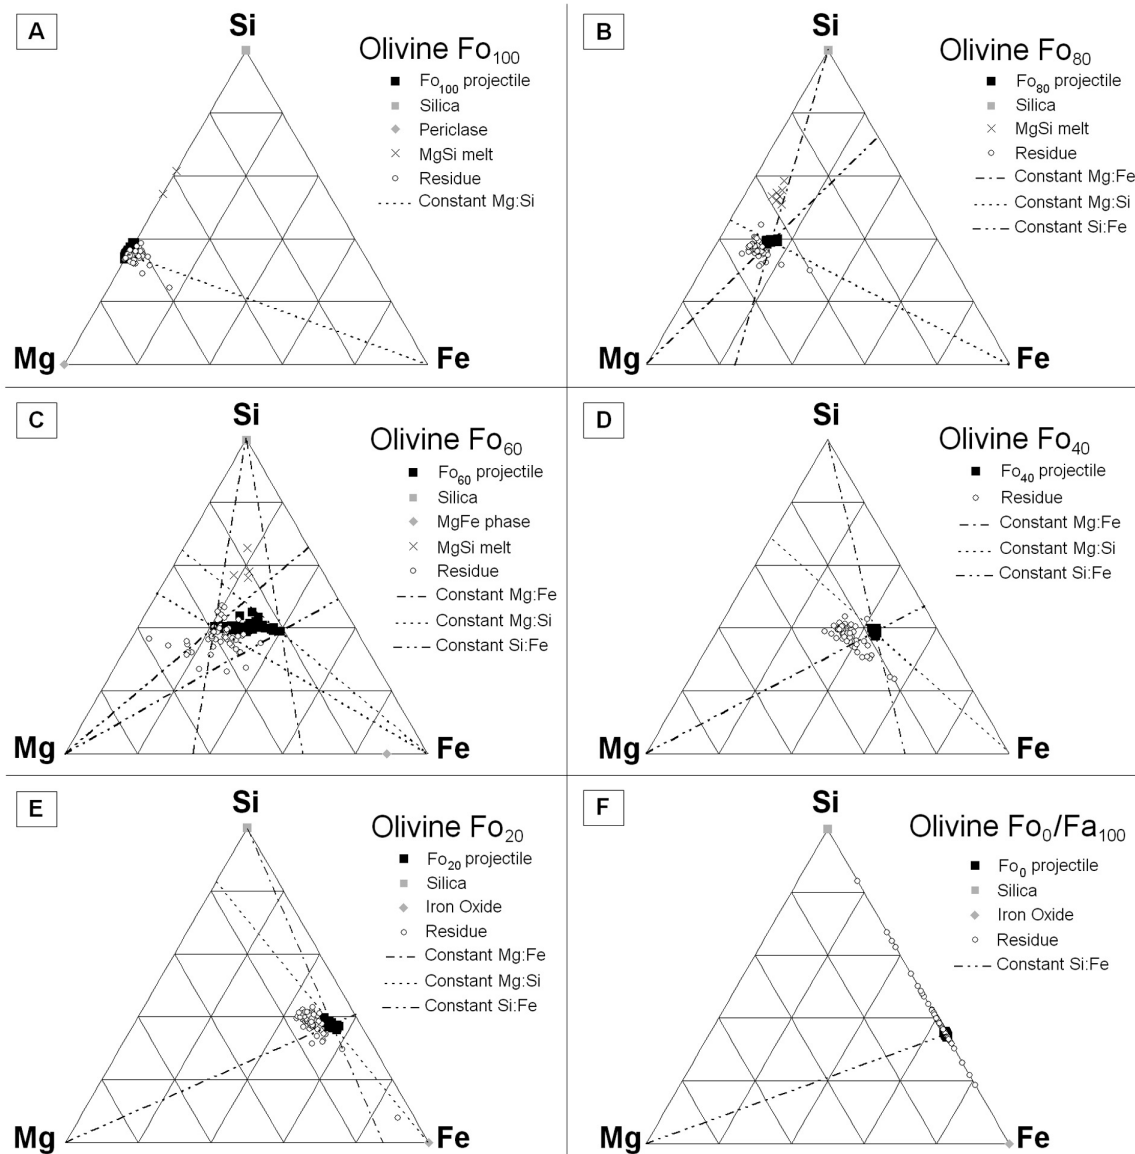 A
Si
Olivine Fo100
Fo100 projectile
Silica
Periclase
MgSi melt
Residue
Constant Mg:Si
Mg
Fe
B
Si
Olivine Fo80
Fo80 projectile
Silica
MgSi melt
Residue
Constant Mg:Fe
Constant Mg:Si
Constant Si:Fe
Mg
Fe
C
Si
Olivine Fo60
Fo60 projectile
Silica
MgFe phase
MgSi melt
Residue
Constant Mg:Fe
Constant Mg:Si
Constant Si:Fe
Mg
Fe
D
Si
Olivine Fo40
Fo40 projectile
Residue
Constant Mg:Fe
Constant Mg:Si
Constant Si:Fe
Mg
Fe
E
Si
Olivine Fo20
Fo20 projectile
Silica
Iron Oxide
Residue
Constant Mg:Fe
Constant Mg:Si
Constant Si:Fe
Mg
Fe
F
Si
Olivine Fo0/Fa100
Fo0 projectile
Silica
Iron Oxide
Residue
Constant Si:Fe
Mg
Fe